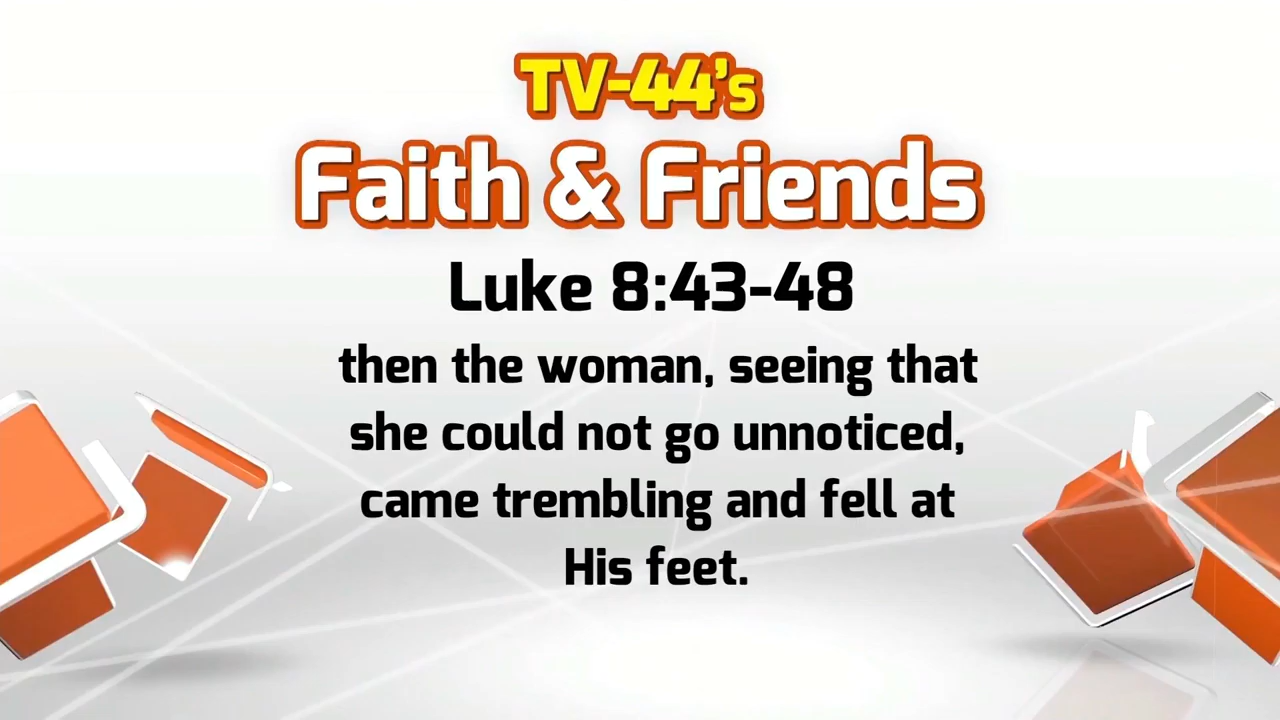 TV-44's
Faith & Friends
Luke 8:43-48
then the woman, seeing that
she could not go unnoticed,
came trembling and fell at
His feet.